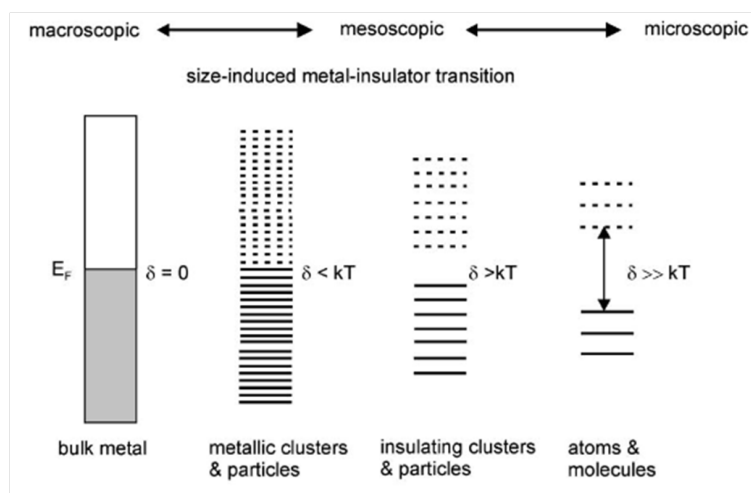 macroscopic mesoscopic microscopic
size-induced metal-insulator transition
E_F δ = 0 δ < kT δ >kT δ >> kT
bulk metal
metallic clusters
& particles
insulating clusters
& particles
atoms &
molecules